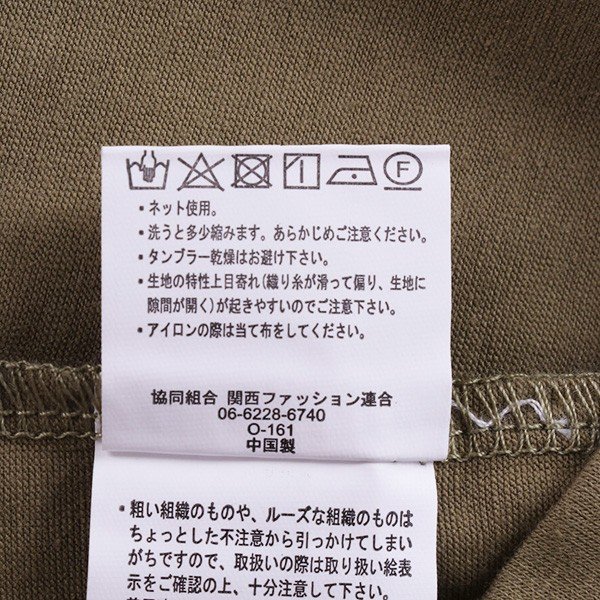 F
・ネット使用。
・洗うと多少縮みます。あらかじめご注意ください。
・タンブラー乾燥はお避け下さい。
・生地の特性上目寄れ(織り糸が滑って偏り、生地に
隙間が開く)が起きやすいのでご注意下さい。
・アイロンの際は当て布をしてください。
協同組合 関西ファッション連合
06-6228-6740
O-161
中国製
・粗い組織のものや、ルーズな組織のものは
ちょっとした不注意から引っかけてしまい
がちですので、取扱いの際は取り扱い絵表
示をご確認の上、十分注意して下さい。